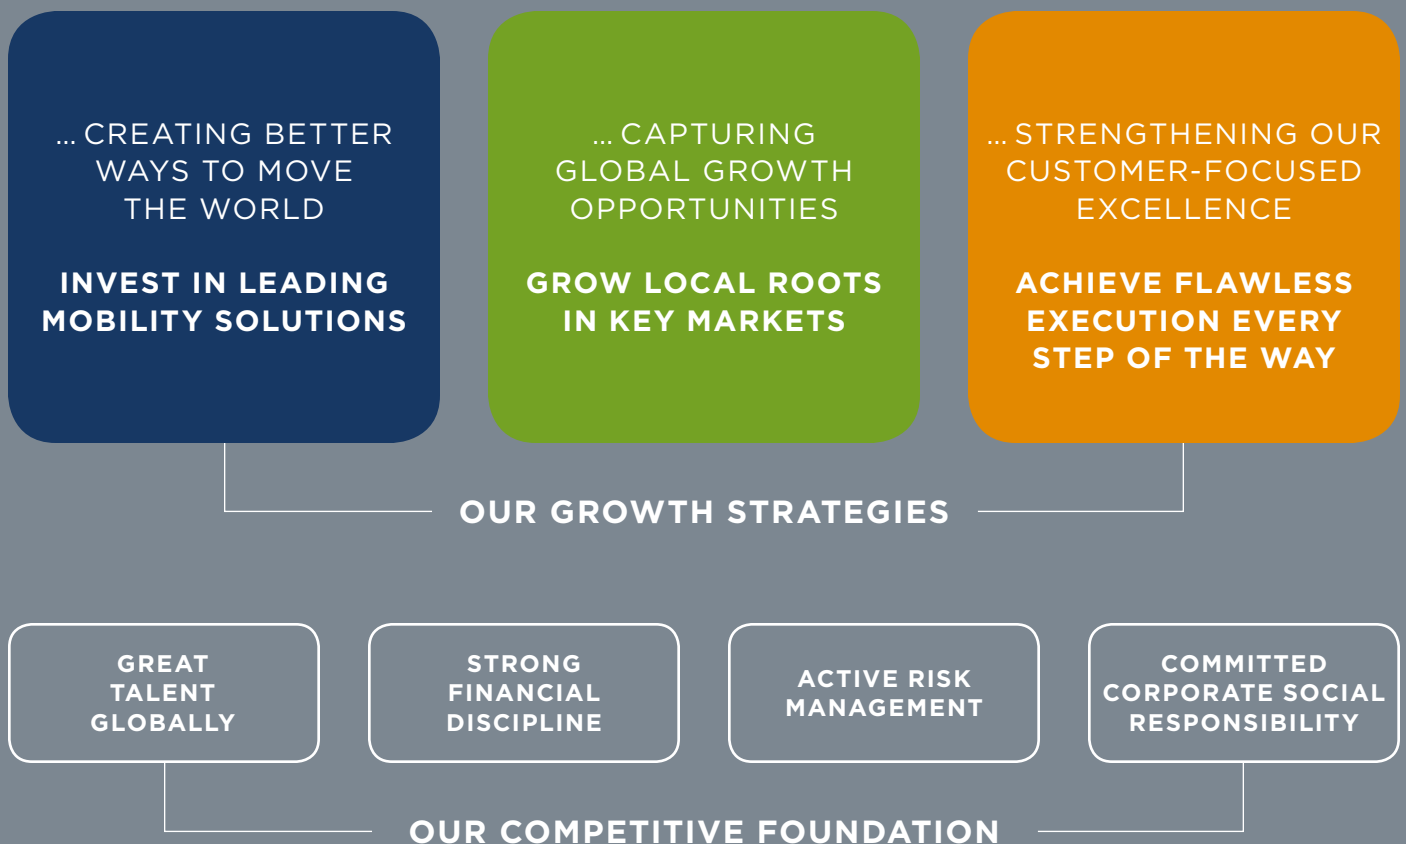 ... CREATING BETTER
WAYS TO MOVE
THE WORLD
INVEST IN LEADING
MOBILITY SOLUTIONS
... CAPTURING
GLOBAL GROWTH
OPPORTUNITIES
GROW LOCAL ROOTS
IN KEY MARKETS
... STRENGTHENING OUR
CUSTOMER-FOCUSED
EXCELLENCE
ACHIEVE FLAWLESS
EXECUTION EVERY
STEP OF THE WAY
OUR GROWTH STRATEGIES
GREAT
TALENT
GLOBALLY
STRONG
FINANCIAL
DISCIPLINE
ACTIVE RISK
MANAGEMENT
COMMITTED
CORPORATE SOCIAL
RESPONSIBILITY
OUR COMPETITIVE FOUNDATION